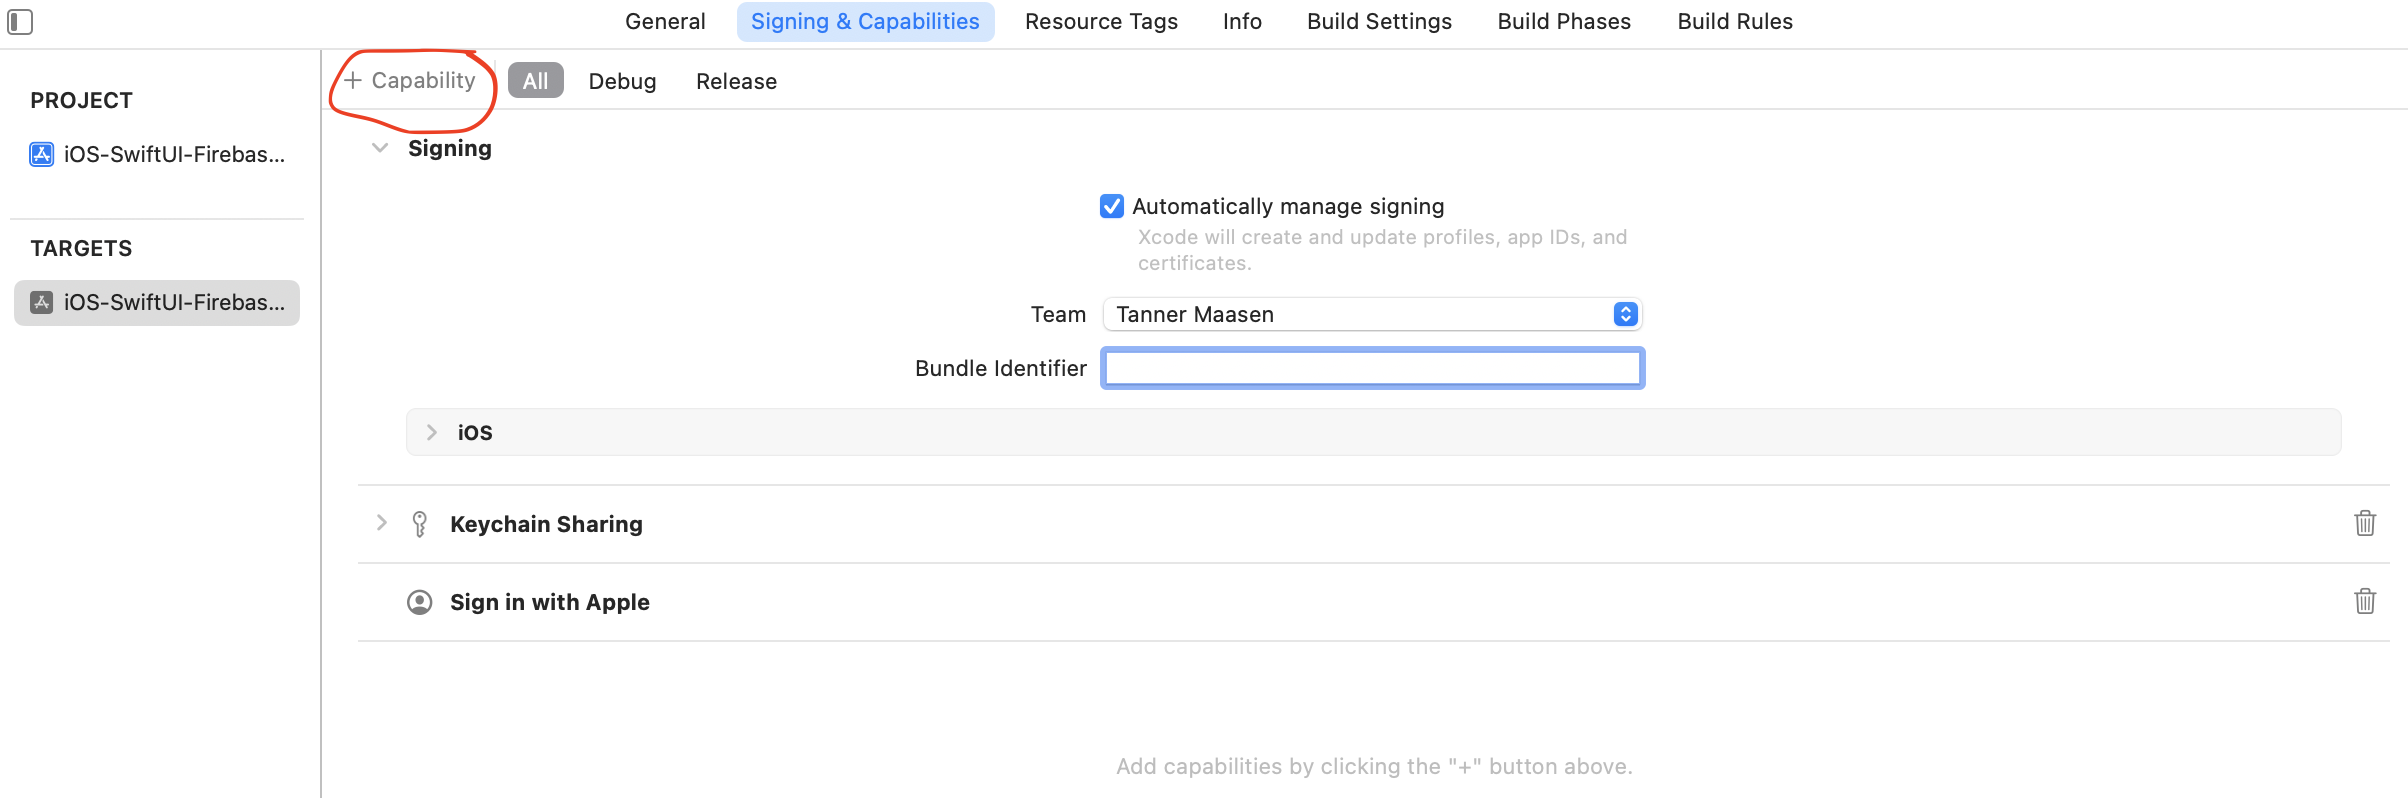 General Signing & Capabilities Resource Tags Info Build Settings Build Phases Build Rules
+ Capability All Debug Release
PROJECT
iOS-SwiftUI-Firebas...
TARGETS
iOS-SwiftUI-Firebas...
Signing
Automatically manage signing
Xcode will create and update profiles, app IDs, and
certificates.
Team Tanner Maasen
Bundle Identifier
iOS
Keychain Sharing
Sign in with Apple
Add capabilities by clicking the "+" button above.